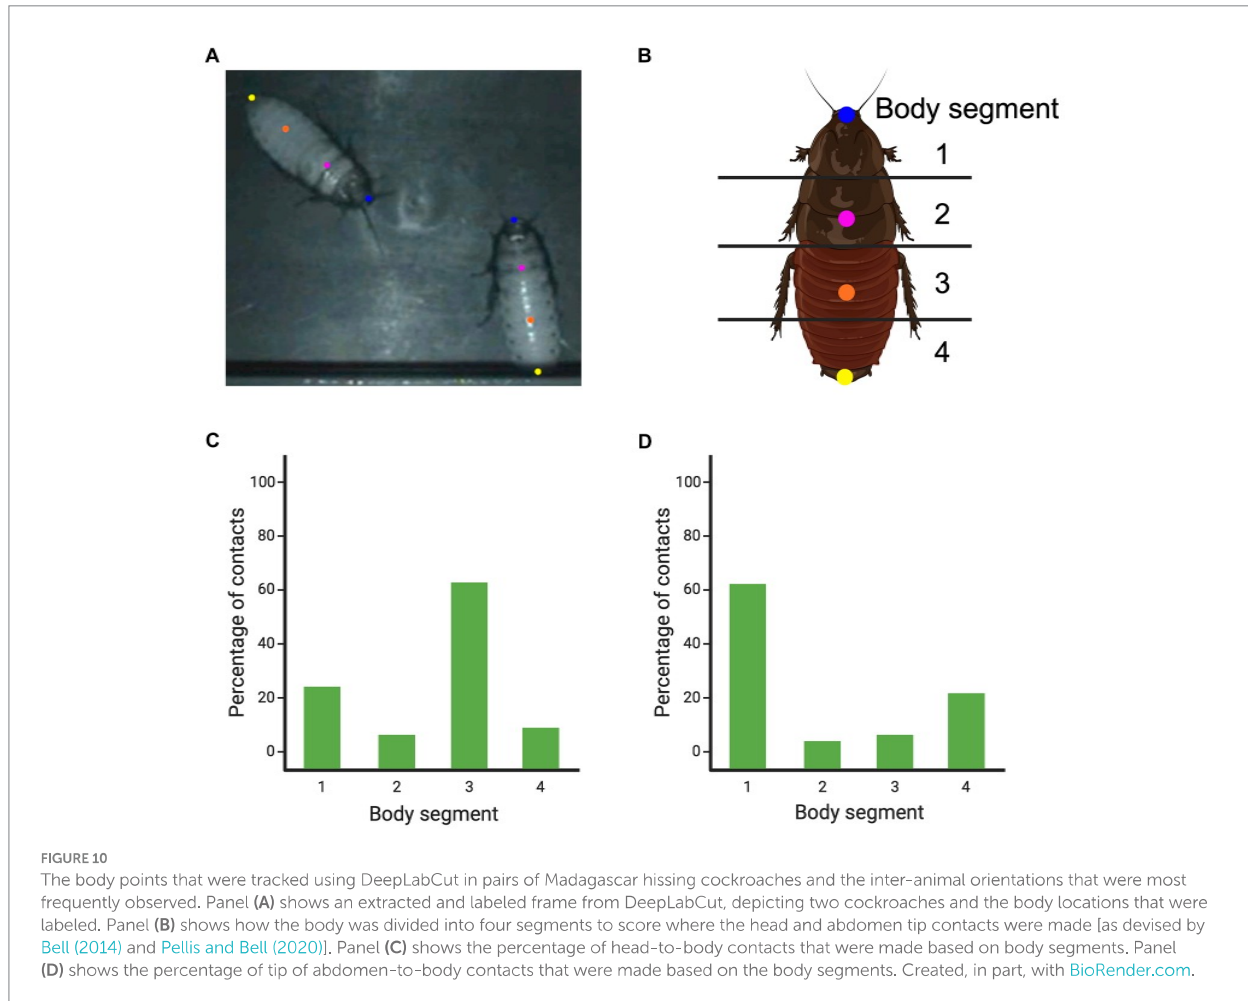 A
B
Body segment
1
2
3
4
C
Percentage of contacts
100
80
60
40
20
0
1 2 3 4
Body segment
D
Percentage of contacts
100
80
60
40
20
0
1 2 3 4
Body segment
FIGURE 10
The body points that were tracked using DeepLabCut in pairs of Madagascar hissing cockroaches and the inter-animal orientations that were most
frequently observed. Panel (A) shows an extracted and labeled frame from DeepLabCut, depicting two cockroaches and the body locations that were
labeled. Panel (B) shows how the body was divided into four segments to score where the head and abdomen tip contacts were made [as devised by
Bell (2014) and Pellis and Bell (2020)]. Panel (C) shows the percentage of head-to-body contacts that were made based on body segments. Panel
(D) shows the percentage of tip of abdomen-to-body contacts that were made based on the body segments. Created, in part, with BioRender.com.